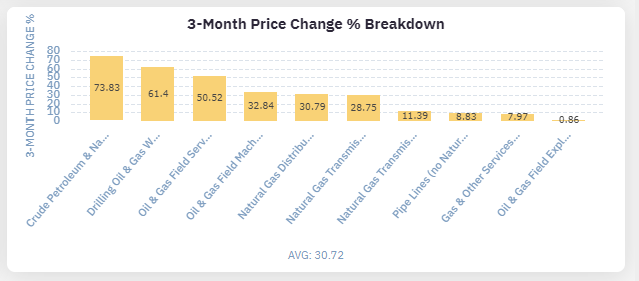 3-Month Price Change % Breakdown
3-MONTH PRICE CHANGE %
80
70
60
50
40
30
20
10
0
73.83
61.4
50.52
32.84
30.79
28.75
11.39
8.83
7.97
0.86
Crude Petroleum & Na...
Drilling Oil & Gas W...
Oil & Gas Field Serv...
Oil & Gas Field Mach...
Natural Gas Distribu...
Natural Gas Transmis...
Natural Gas Transmis...
Pipe Lines (no Natur...
Gas & Other Services...
Oil & Gas Field Expl...
AVG: 30.72